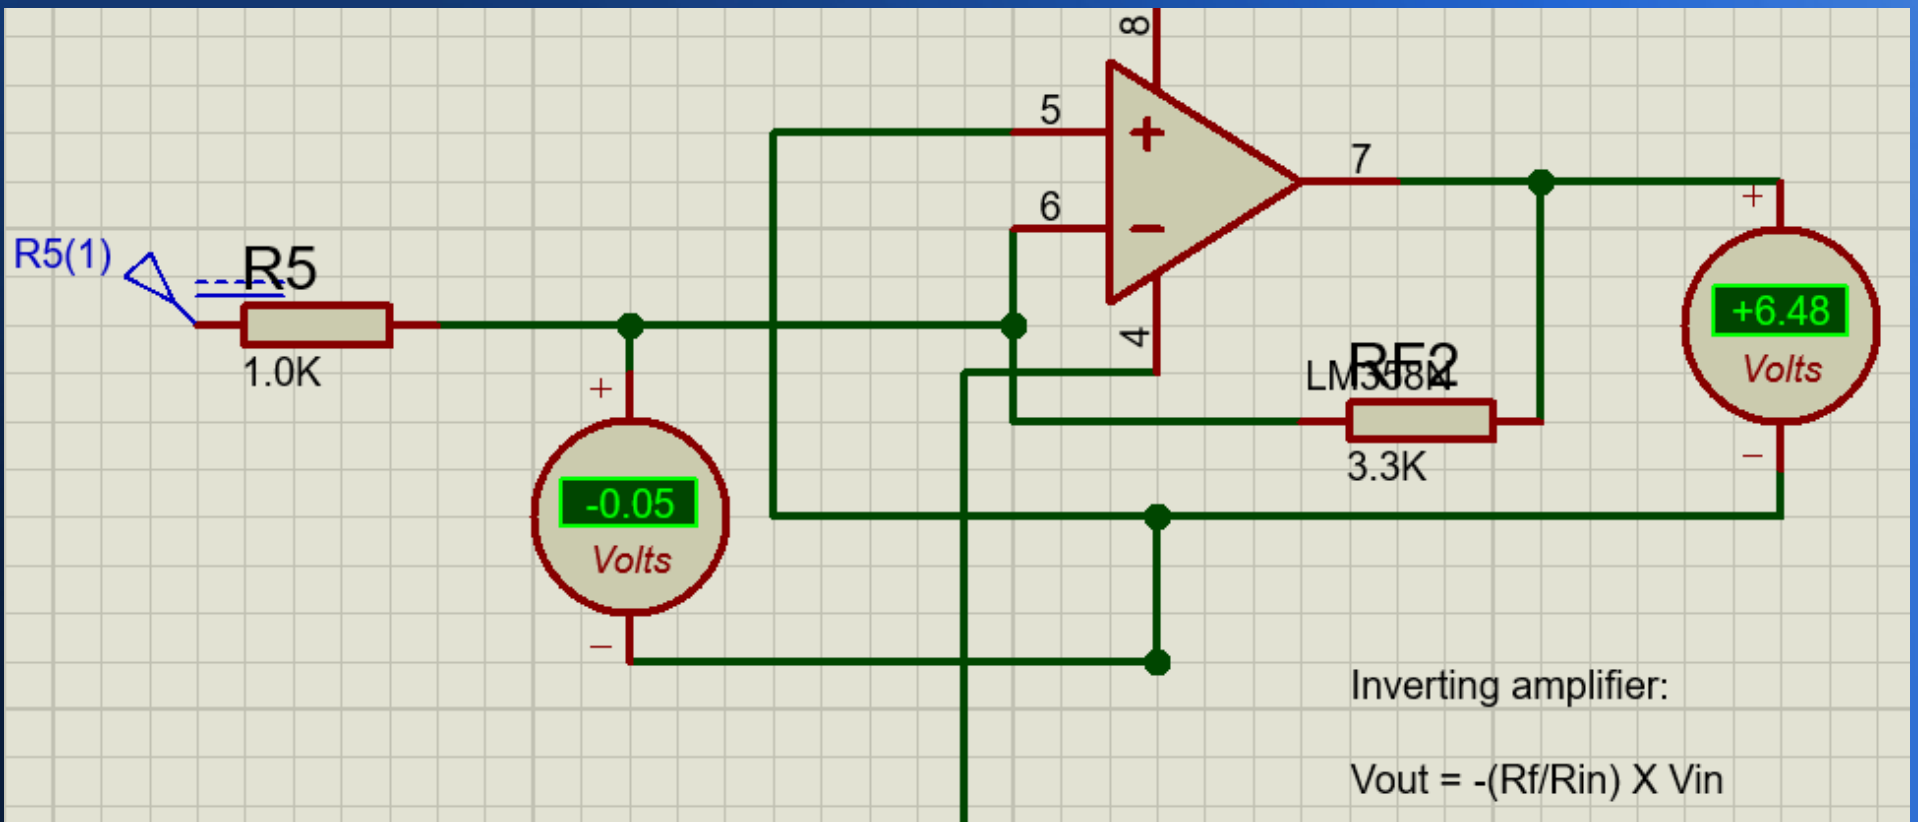 8
5
7
6
R5(1)
R5
+6.48
Volts
4
RF2
LM358N
1.0K
+
-
3.3K
-0.05
Volts
Inverting amplifier:
Vout = -(Rf/Rin) X Vin